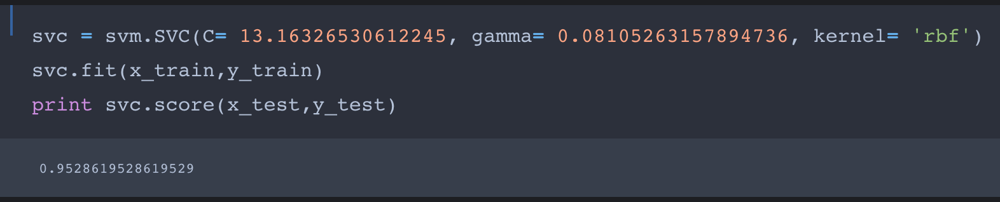 svc = svm.SVC(C= 13.16326530612245, gamma= 0.08105263157894736, kernel= 'rbf')
svc.fit(x_train,y_train)
print svc.score(x_test,y_test)
0.9528619528619529